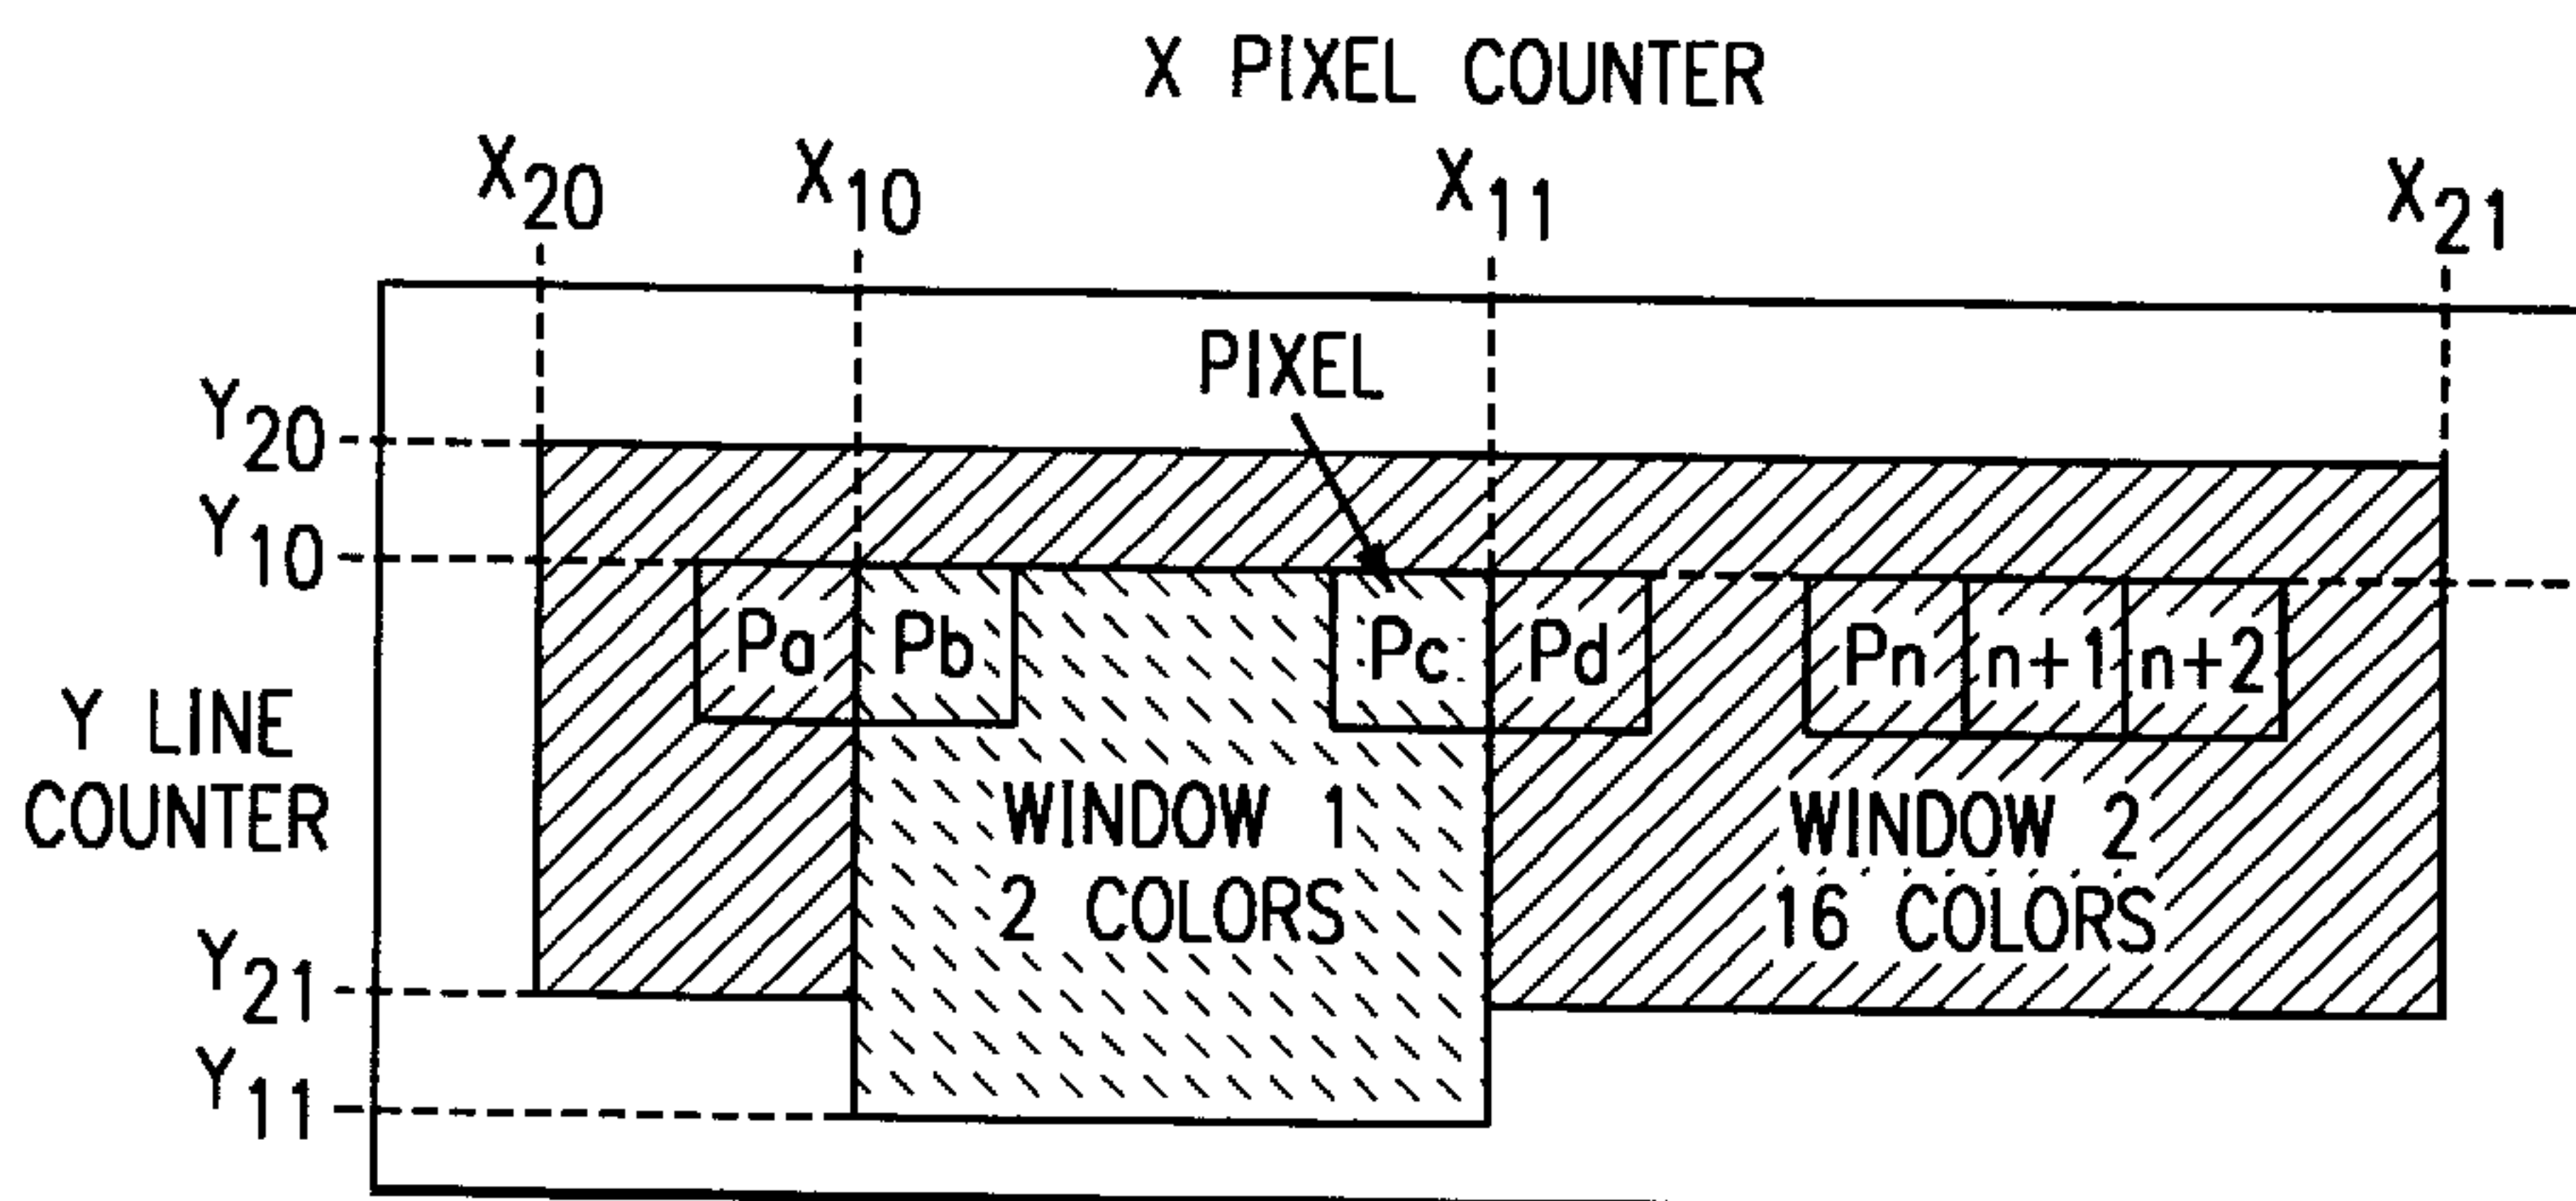 X PIXEL COUNTER
X20 X10 X11 X21
PIXEL
Y20
Y10
Pa Pb Pc Pd Pn n+1 n+2
Y LINE
COUNTER
WINDOW 1
2 COLORS
WINDOW 2
16 COLORS
Y21
Y11